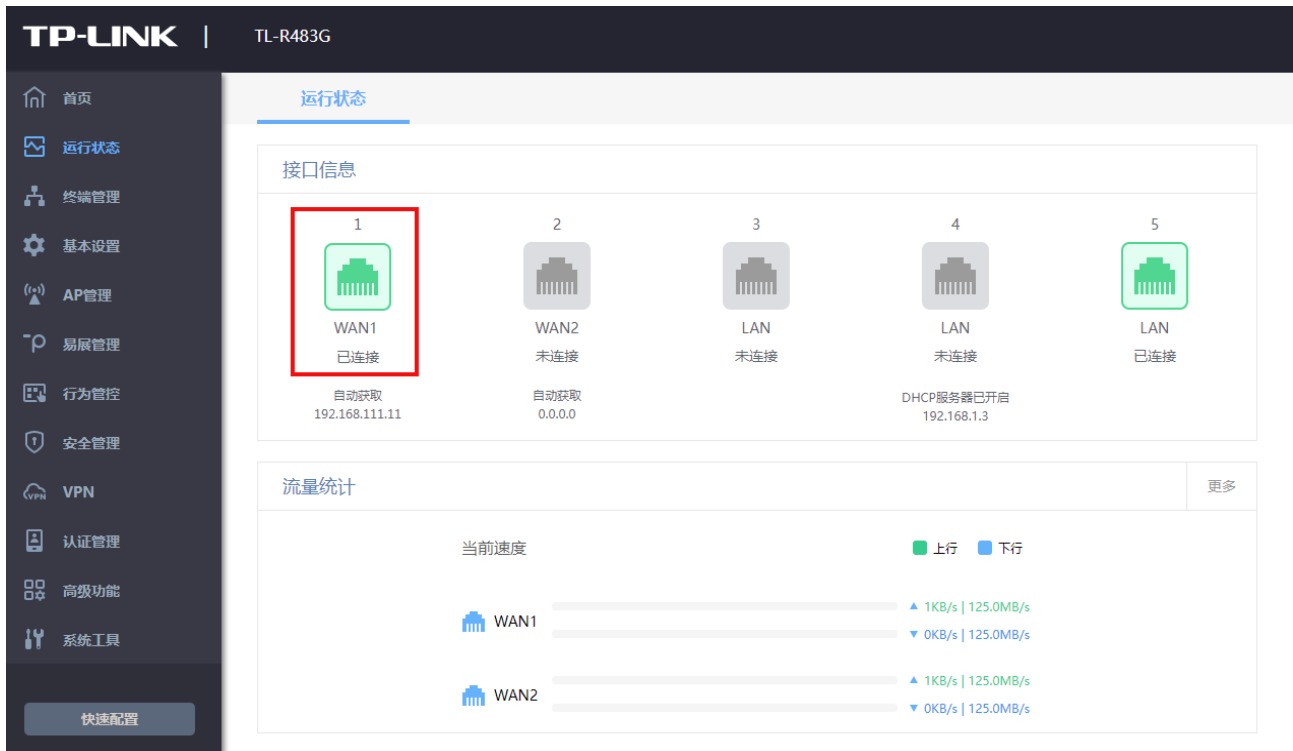 TP-LINK | TL-R483G
首页
运行状态
终端管理
基本设置
AP管理
易展管理
行为管控
安全管理
VPN
认证管理
高级功能
系统工具
快速配置
运行状态
接口信息
1 2 3 4 5
WAN1 WAN2 LAN LAN LAN
已连接 未连接 未连接 未连接 已连接
自动获取 自动获取 DHCP服务器已开启
192.168.111.11 0.0.0.0 192.168.1.3
流量统计 更多
当前速度 上行 下行
WAN1
▲ 1KB/s | 125.0MB/s
▼ 0KB/s | 125.0MB/s
WAN2
▲ 1KB/s | 125.0MB/s
▼ 0KB/s | 125.0MB/s